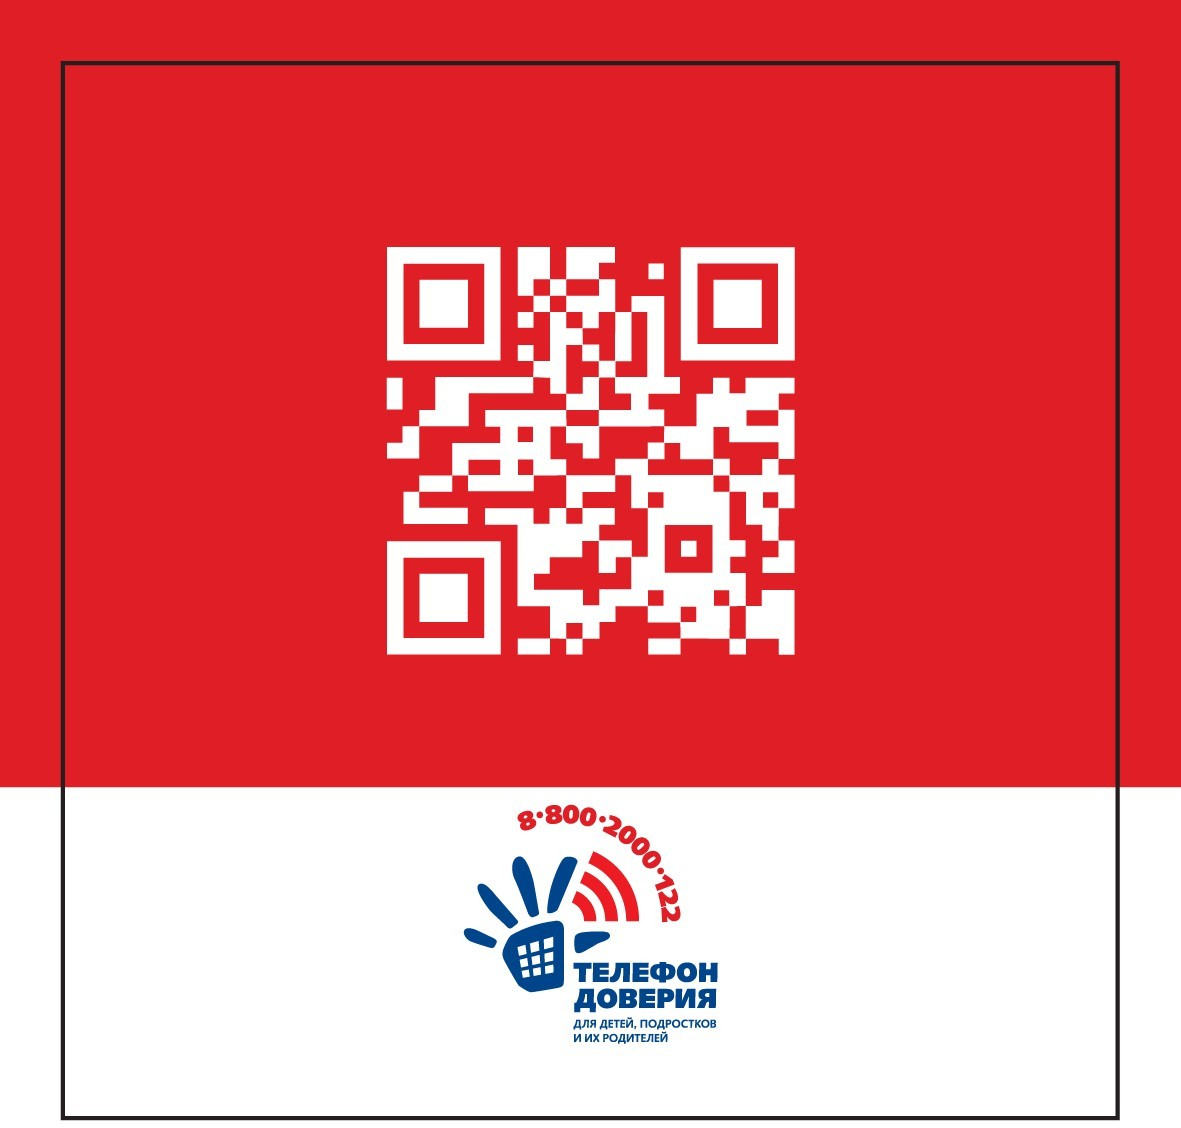 8·800·2000·122
ТЕЛЕФОН
ДОВЕРИЯ
ДЛЯ ДЕТЕЙ, ПОДРОСТКОВ
И ИХ РОДИТЕЛЕЙ